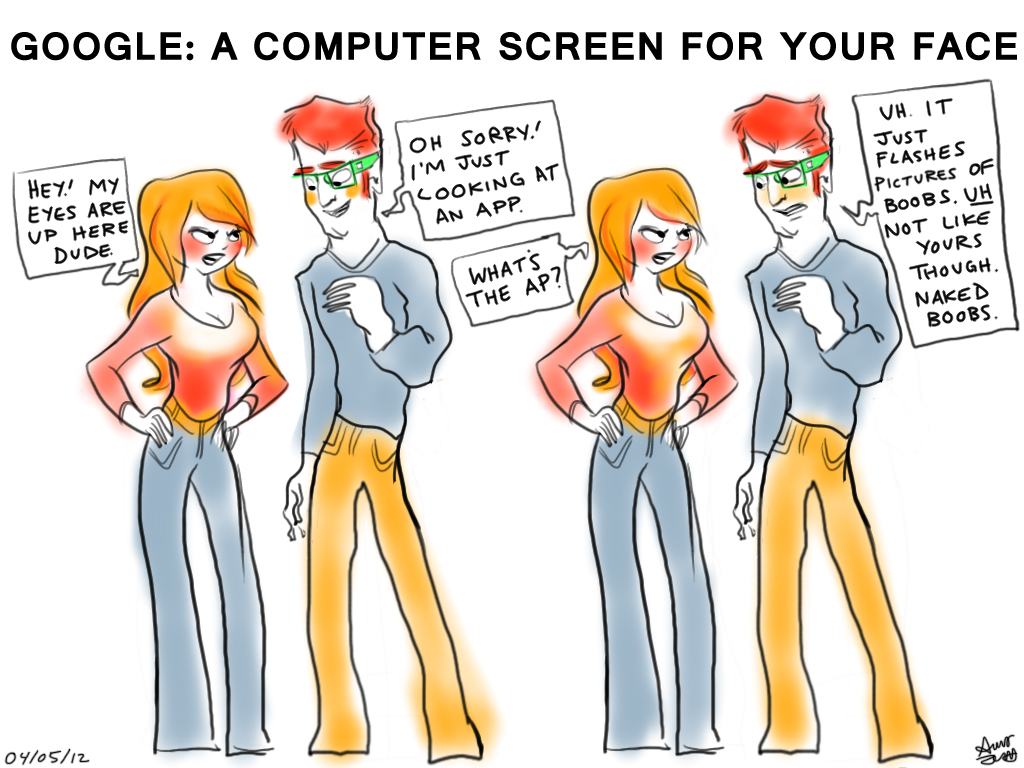 GOOGLE: A COMPUTER SCREEN FOR YOUR FACE
HEY! MY
EYES ARE
UP HERE
DUDE.
OH SORRY!
I'M JUST
LOOKING AT
AN APP.
WHAT'S
THE AP?
UH. IT
JUST
FLASHES
PICTURES OF
BOOBS. UH
NOT LIKE
YOURS
THOUGH.
NAKED
BOOBS.
04/05/12